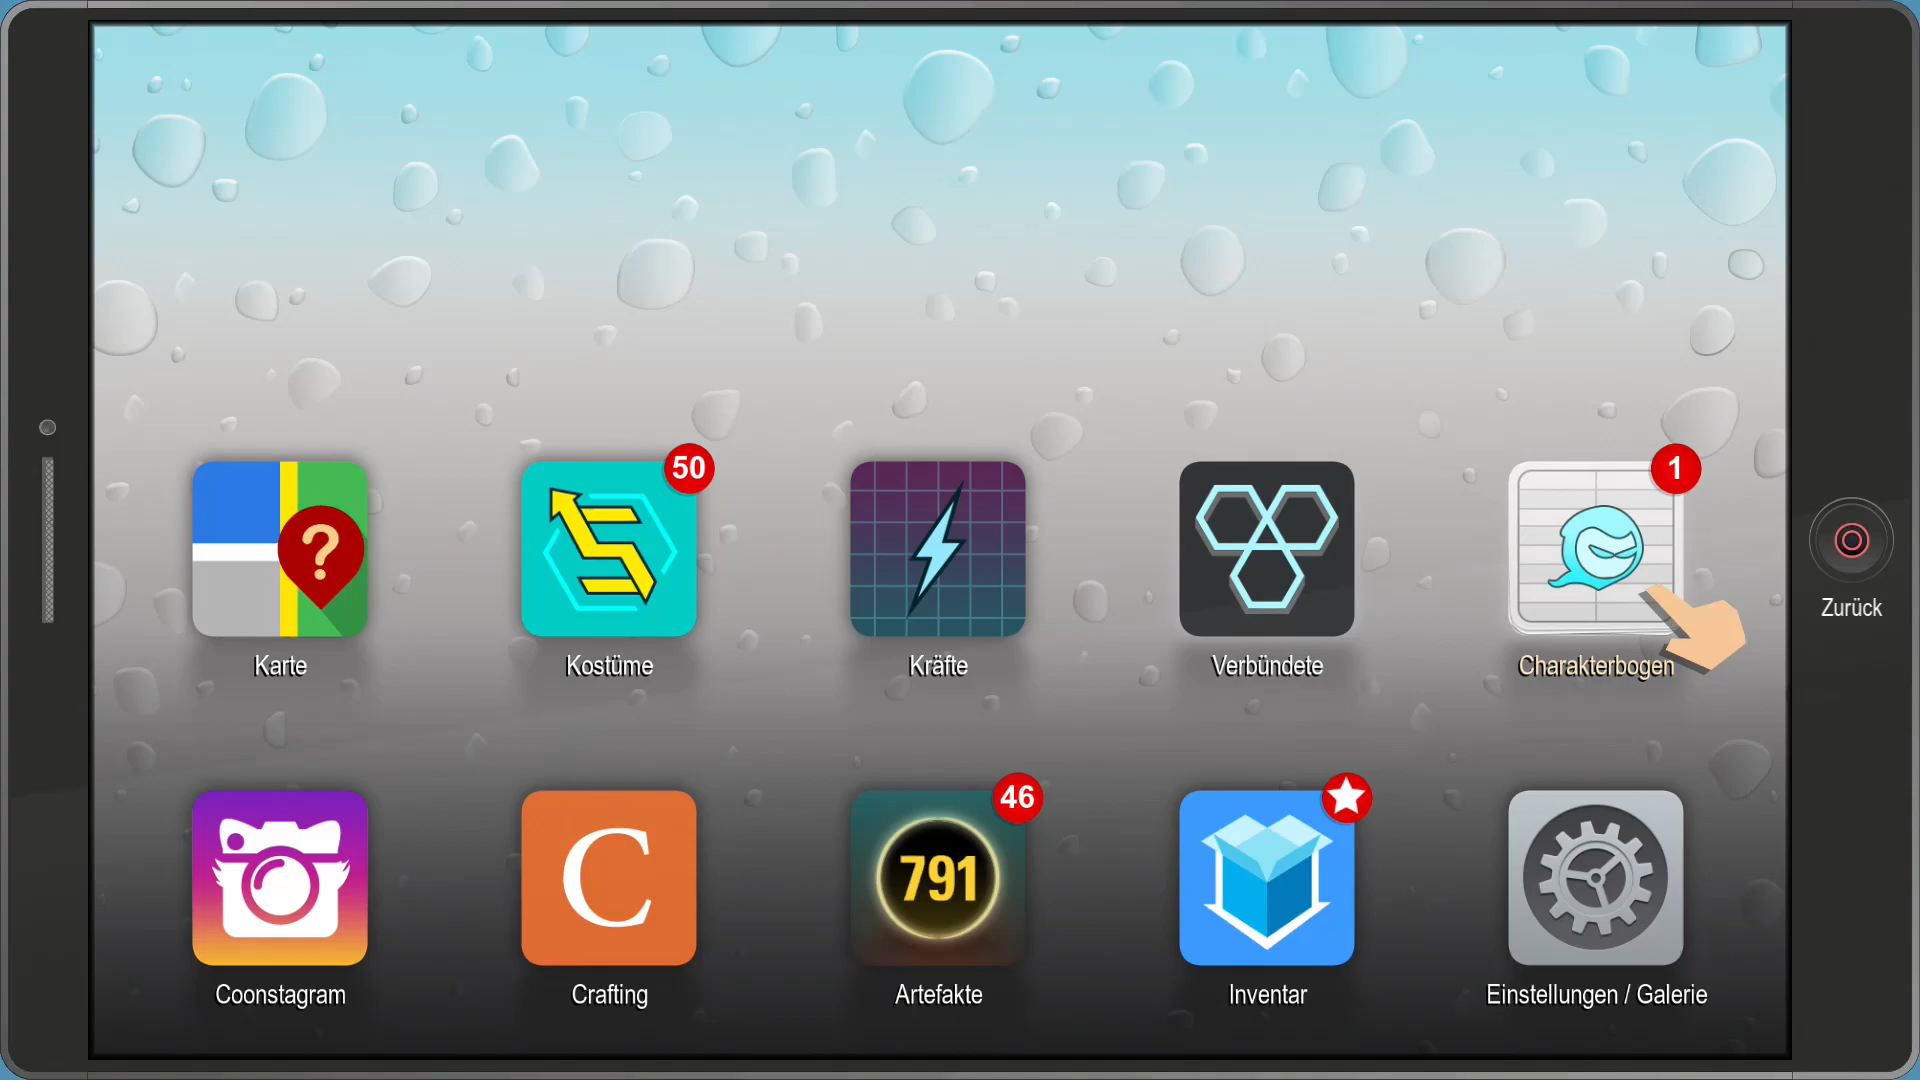 50
1
?
Karte
Kostüme
Kräfte
Verbündete
Charakterbogen
Zurück
46
C
791
Coonstagram
Crafting
Artefakte
Inventar
Einstellungen / Galerie